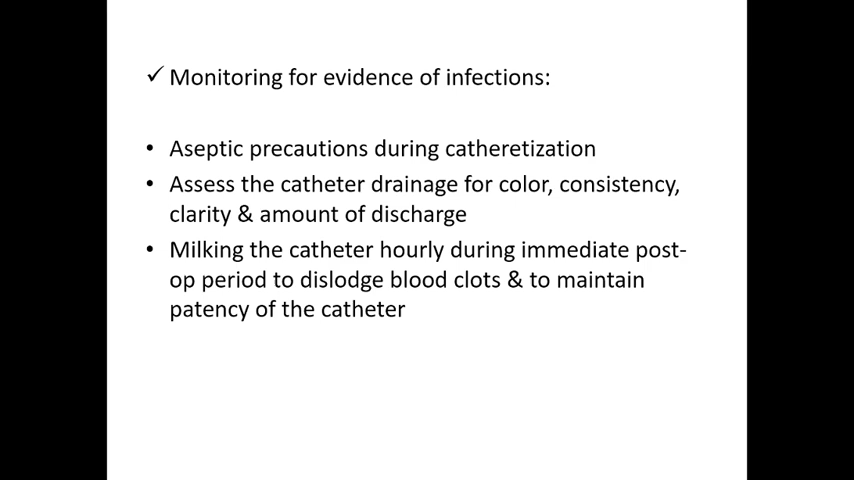 ✓ Monitoring for evidence of infections:
• Aseptic precautions during catheretization
• Assess the catheter drainage for color, consistency,
clarity & amount of discharge
• Milking the catheter hourly during immediate post-
op period to dislodge blood clots & to maintain
patency of the catheter